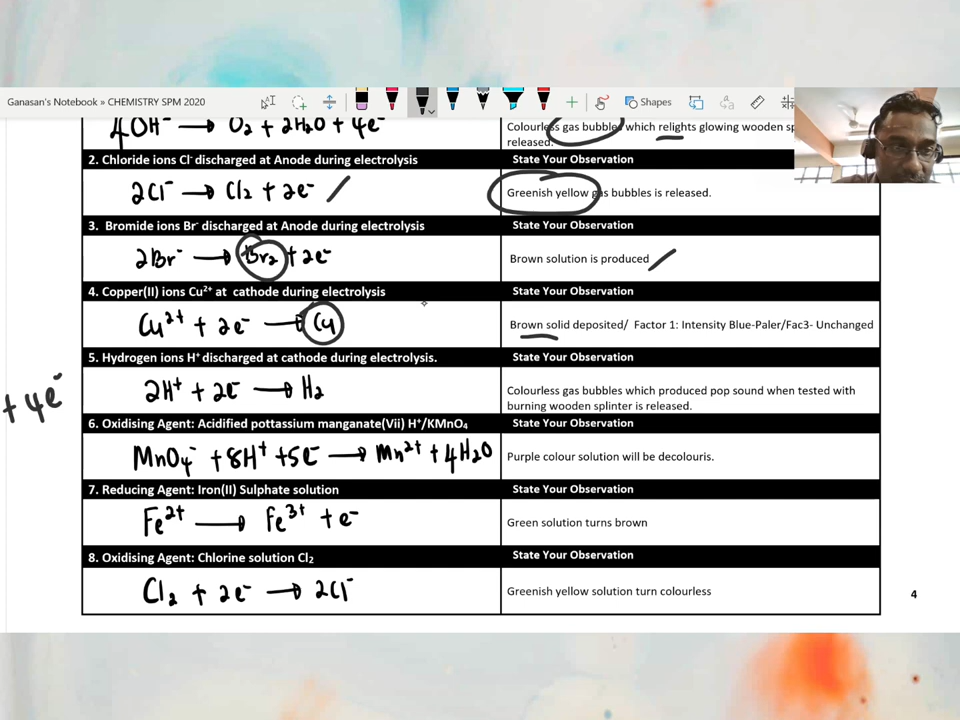 Ganasan's Notebook » CHEMISTRY SPM 2020
Shapes
4OH⁻ → O₂ + 2H₂O + 4e⁻
Colourless gas bubbles which relights glowing wooden
released.
2. Chloride ions Cl⁻ discharged at Anode during electrolysis
State Your Observation
2Cl⁻ → Cl₂ + 2e⁻ /
Greenish yellow gas bubbles is released.
3. Bromide ions Br⁻ discharged at Anode during electrolysis
State Your Observation
2Br⁻ → Br₂ + 2e⁻
Brown solution is produced
4. Copper(II) ions Cu²⁺ at cathode during electrolysis
State Your Observation
Cu²⁺ + 2e⁻ → Cu
Brown solid deposited/ Factor 1: Intensity Blue-Paler/Fac3- Unchanged
5. Hydrogen ions H⁺ discharged at cathode during electrolysis.
State Your Observation
+ 4e⁻
2H⁺ + 2e⁻ → H₂
Colourless gas bubbles which produced pop sound when tested with
burning wooden splinter is released.
6. Oxidising Agent: Acidified pottassium manganate(Vii) H⁺/KMnO₄
State Your Observation
MnO₄⁻ + 8H⁺ + 5e⁻ → Mn²⁺ + 4H₂O
Purple colour solution will be decolouris.
7. Reducing Agent: Iron(II) Sulphate solution
State Your Observation
Fe²⁺ → Fe³⁺ + e⁻
Green solution turns brown
8. Oxidising Agent: Chlorine solution Cl₂
State Your Observation
Cl₂ + 2e⁻ → 2Cl⁻
Greenish yellow solution turn colourless
4